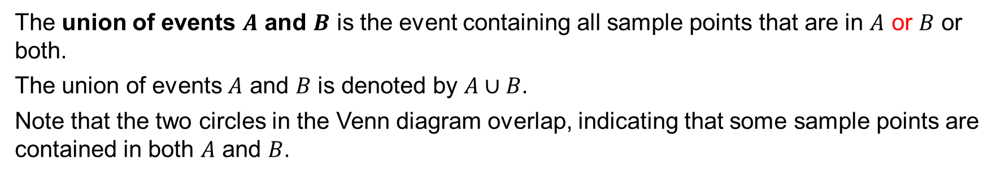 The union of events A and B is the event containing all sample points that are in A or B or
both.
The union of events A and B is denoted by A ∪ B.
Note that the two circles in the Venn diagram overlap, indicating that some sample points are
contained in both A and B.